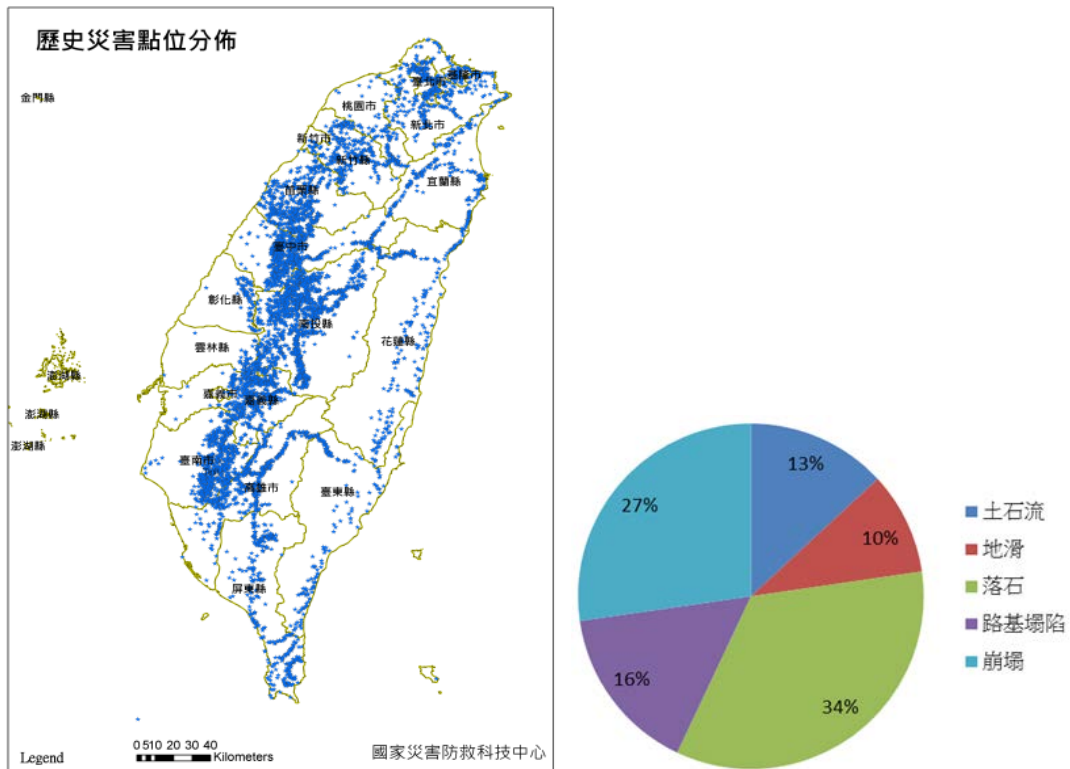 歷史災害點位分佈
金門縣
基隆市
臺北市
桃園市
新北市
新竹市
新竹縣
宜蘭縣
苗栗縣
臺中市
彰化縣
南投縣
花蓮縣
雲林縣
澎湖縣
嘉義市
嘉義縣
澎湖縣
澎湖縣
臺南市
高雄市
臺東縣
屏東縣
Legend
0 5 10 20 30 40
Kilometers
國家災害防救科技中心
13%
27%
10%
16%
34%
土石流
地滑
落石
路基塌陷
崩塌